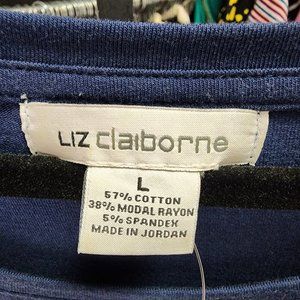 LIZ claiborne
L
57% COTTON
38% MODAL RAYON
5% SPANDEX
MADE IN JORDAN